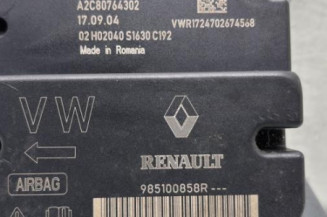 A2C80764302
17.09.04
VWR1724702674568
02 H02040 S1630 C192
Made in Romania
VW
RENAULT
AIRBAG
985100858R ---